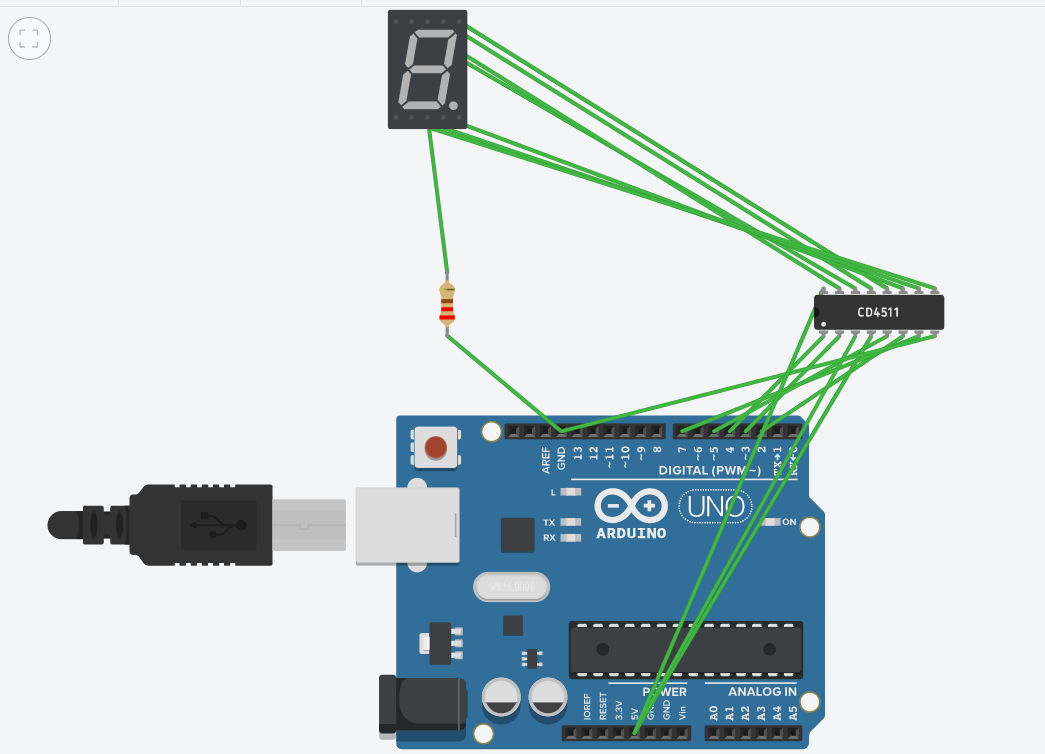 CD4511
AREF
GND
13
12
~11
~10
~9
8
7
~6
~5
4
~3
2
TX→1
DIGITAL (PWM~)
L
TX
RX
UNO
ON
ARDUINO
POWER
ANALOG IN
IOREF
RESET
3.3V
5V
GND
GND
Vin
A0
A1
A2
A3
A4
A5